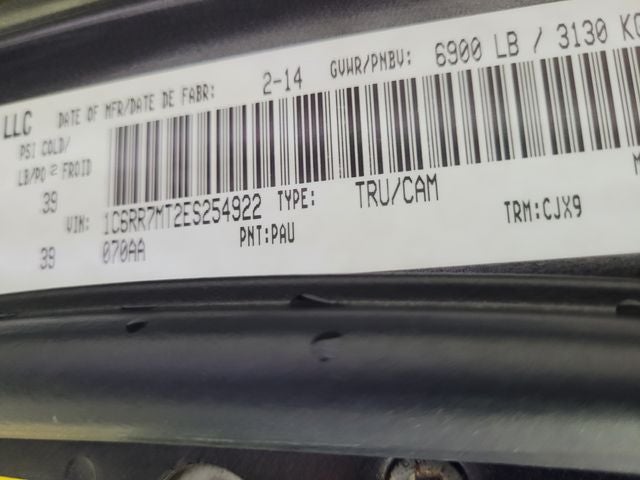 LLC DATE OF MFR/DATE DE FABR: 2-14 GVWR/PNBV: 6900 LB / 3130 KG
PSI COLD/
LB/PO² FROID
39 VIN: 1C6RR7MT2ES254922 TYPE: TRU/CAM TRM:CJX9
39 070AA PNT:PAU